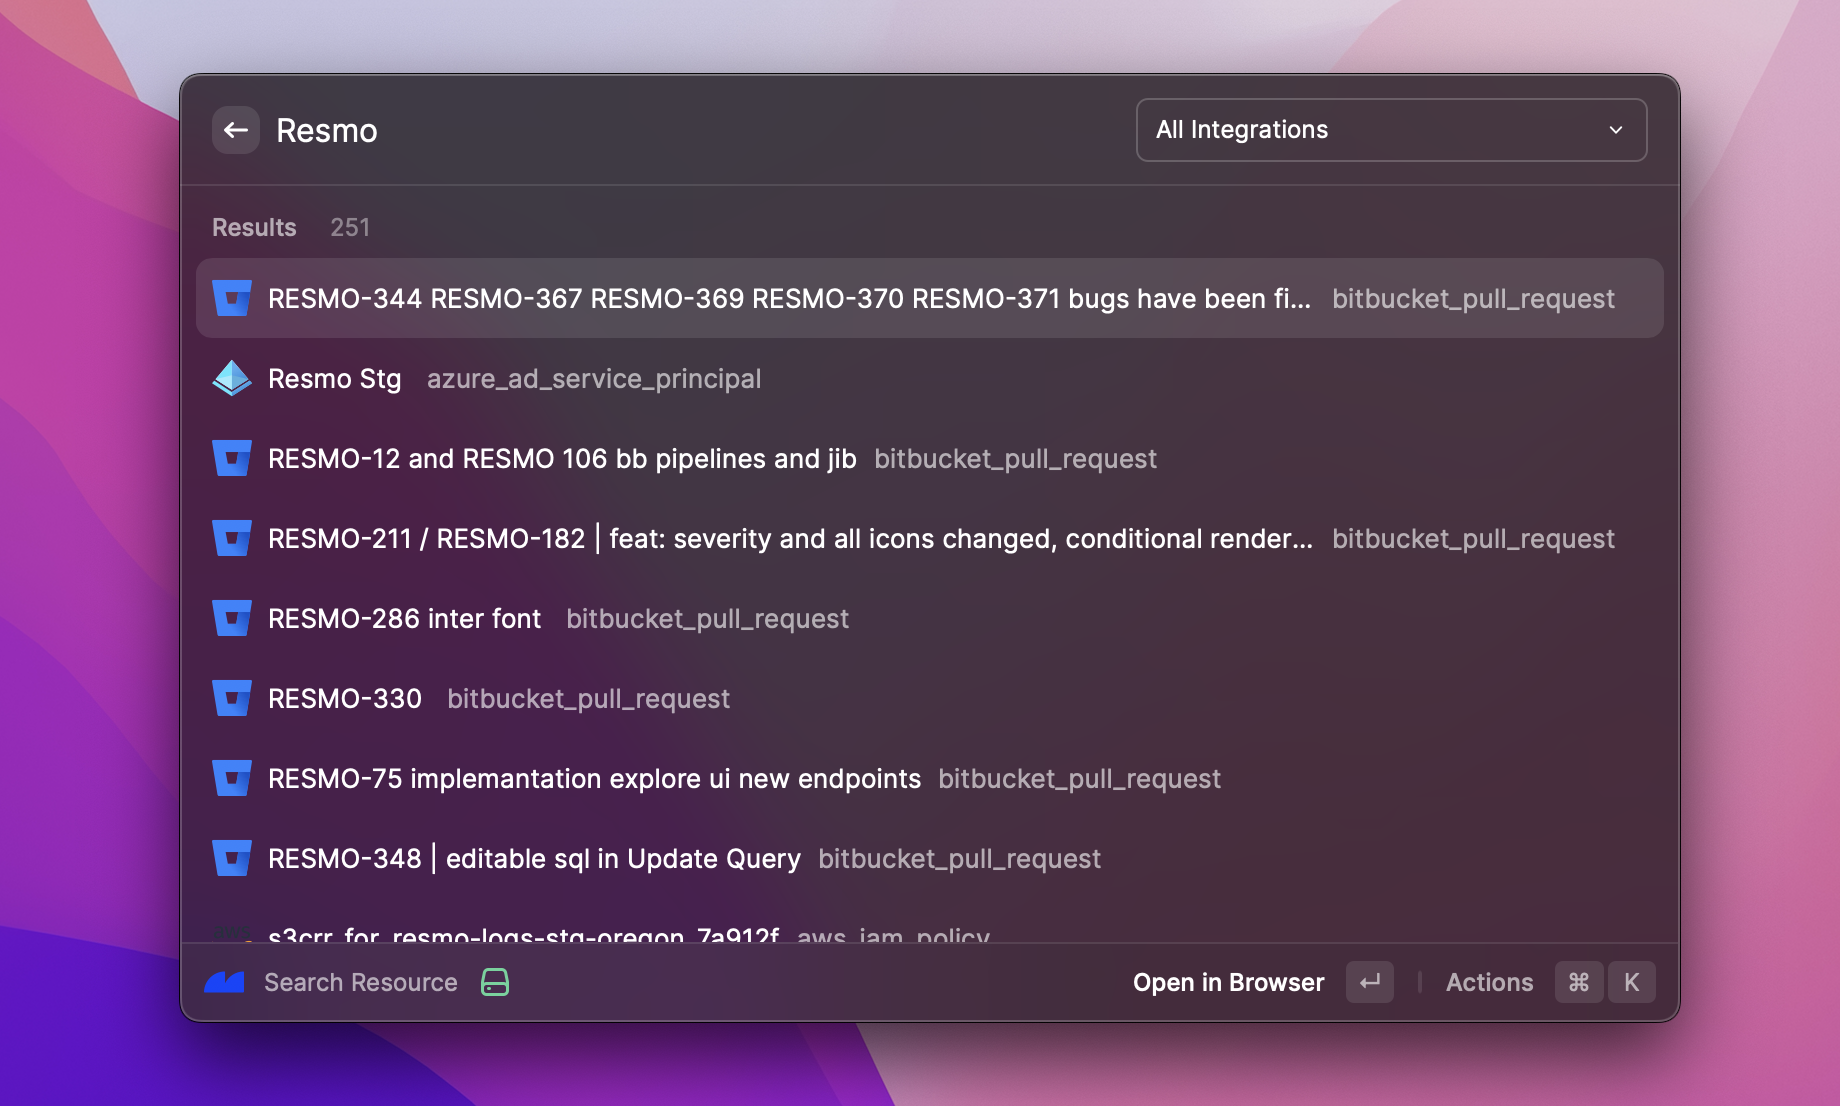 Resmo
All Integrations
Results 251
RESMO-344 RESMO-367 RESMO-369 RESMO-370 RESMO-371 bugs have been fi... bitbucket_pull_request
Resmo Stg azure_ad_service_principal
RESMO-12 and RESMO 106 bb pipelines and jib bitbucket_pull_request
RESMO-211 / RESMO-182 | feat: severity and all icons changed, conditional render... bitbucket_pull_request
RESMO-286 inter font bitbucket_pull_request
RESMO-330 bitbucket_pull_request
RESMO-75 implemantation explore ui new endpoints bitbucket_pull_request
RESMO-348 | editable sql in Update Query bitbucket_pull_request
s3crr_for_resmo-logs-stg-oregon_7a912f aws_iam_policy
Search Resource
Open in Browser ↵ | Actions ⌘ K